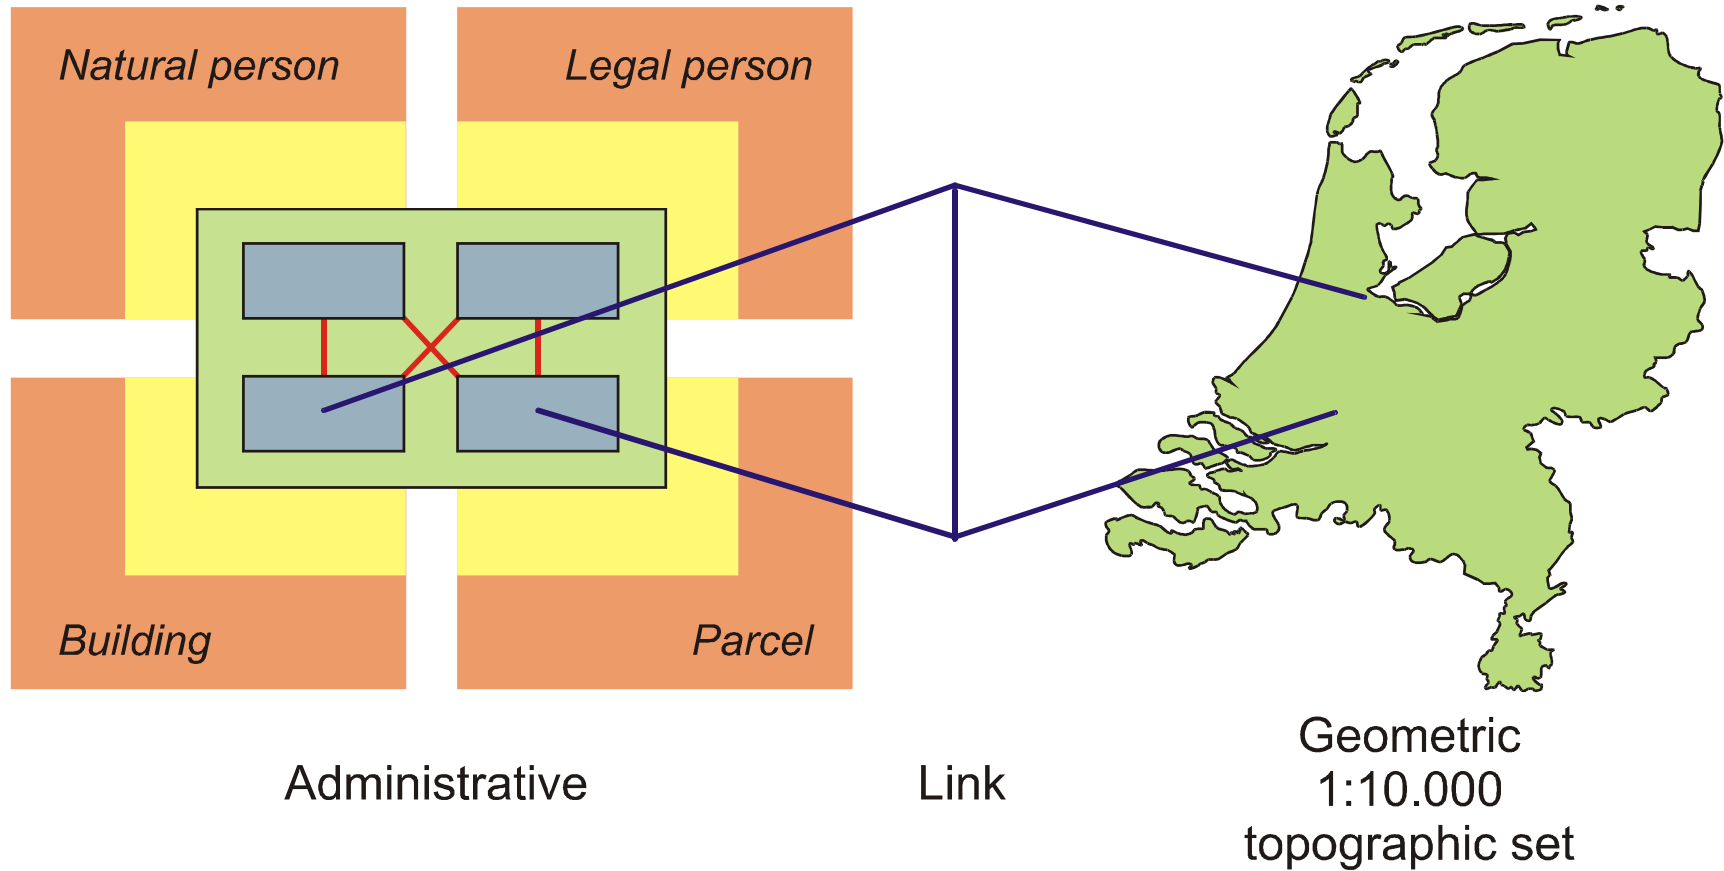 Natural person
Legal person
Building
Parcel
Administrative
Link
Geometric
1:10.000
topographic set